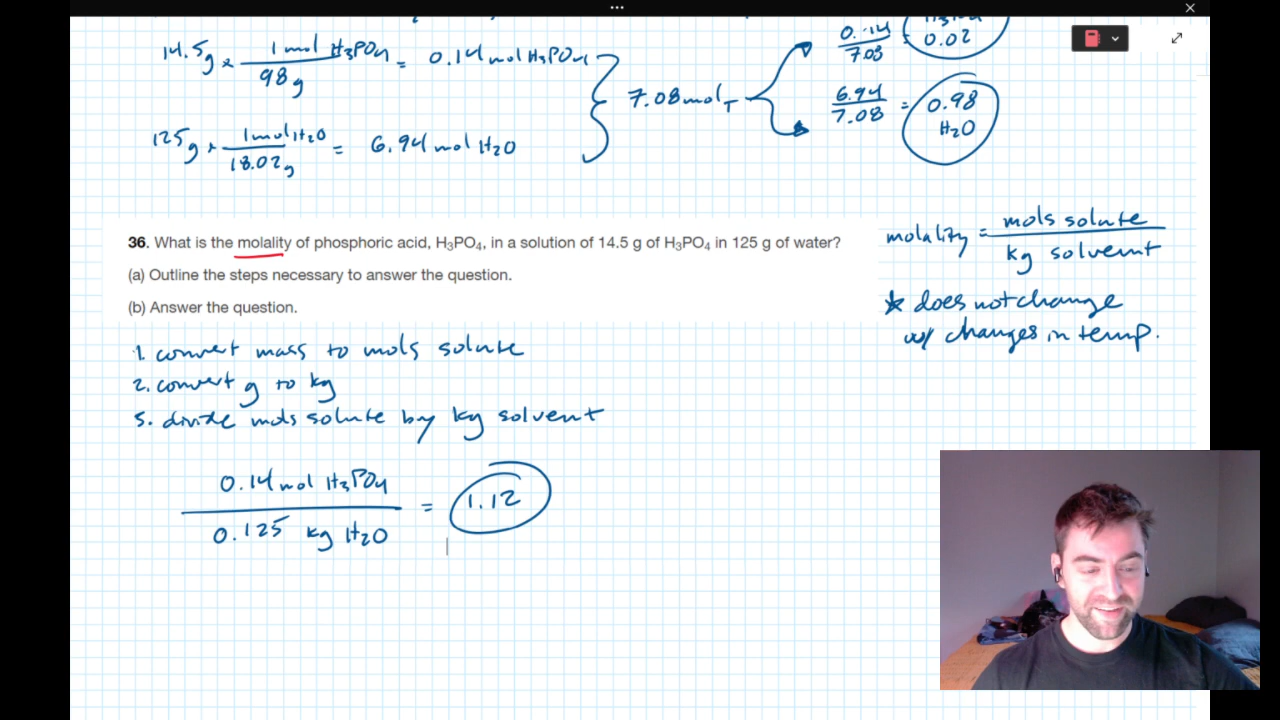 14.5g × 1 mol H3PO4 / 98g = 0.14 mol H3PO4
125g × 1 mol H2O / 18.02g = 6.94 mol H2O
7.08 molT
0.14 / 7.08 = 0.02
6.94 / 7.08 = 0.98 H2O
36. What is the molality of phosphoric acid, H3PO4, in a solution of 14.5 g of H3PO4 in 125 g of water?
(a) Outline the steps necessary to answer the question.
(b) Answer the question.
molality = mols solute / kg solvent
* does not change
w/ changes in temp.
1. convert mass to mols solute
2. convert g to kg
3. divide mols solute by kg solvent
0.14 mol H3PO4 / 0.125 kg H2O = 1.12